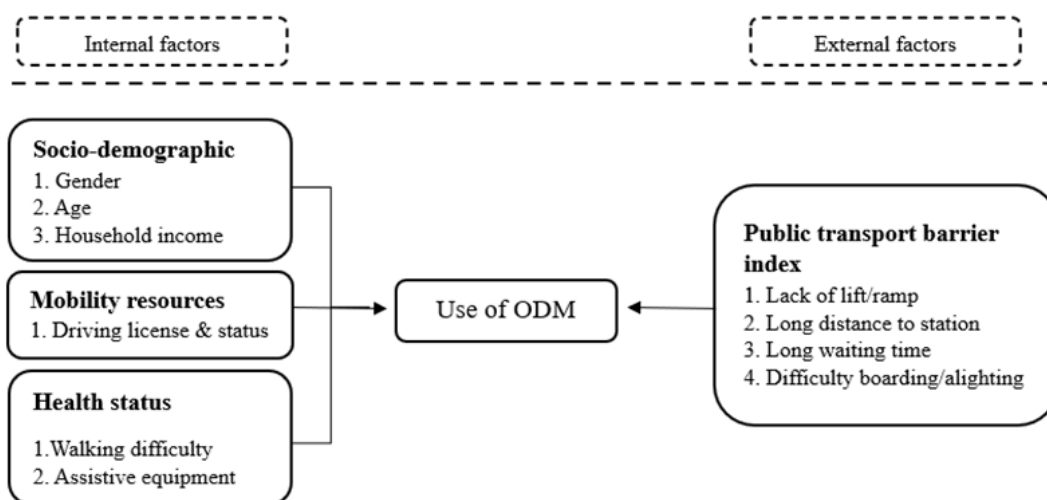 Internal factors
External factors
Socio-demographic
1. Gender
2. Age
3. Household income
Mobility resources
1. Driving license & status
Health status
1.Walking difficulty
2. Assistive equipment
Use of ODM
Public transport barrier
index
1. Lack of lift/ramp
2. Long distance to station
3. Long waiting time
4. Difficulty boarding/alighting